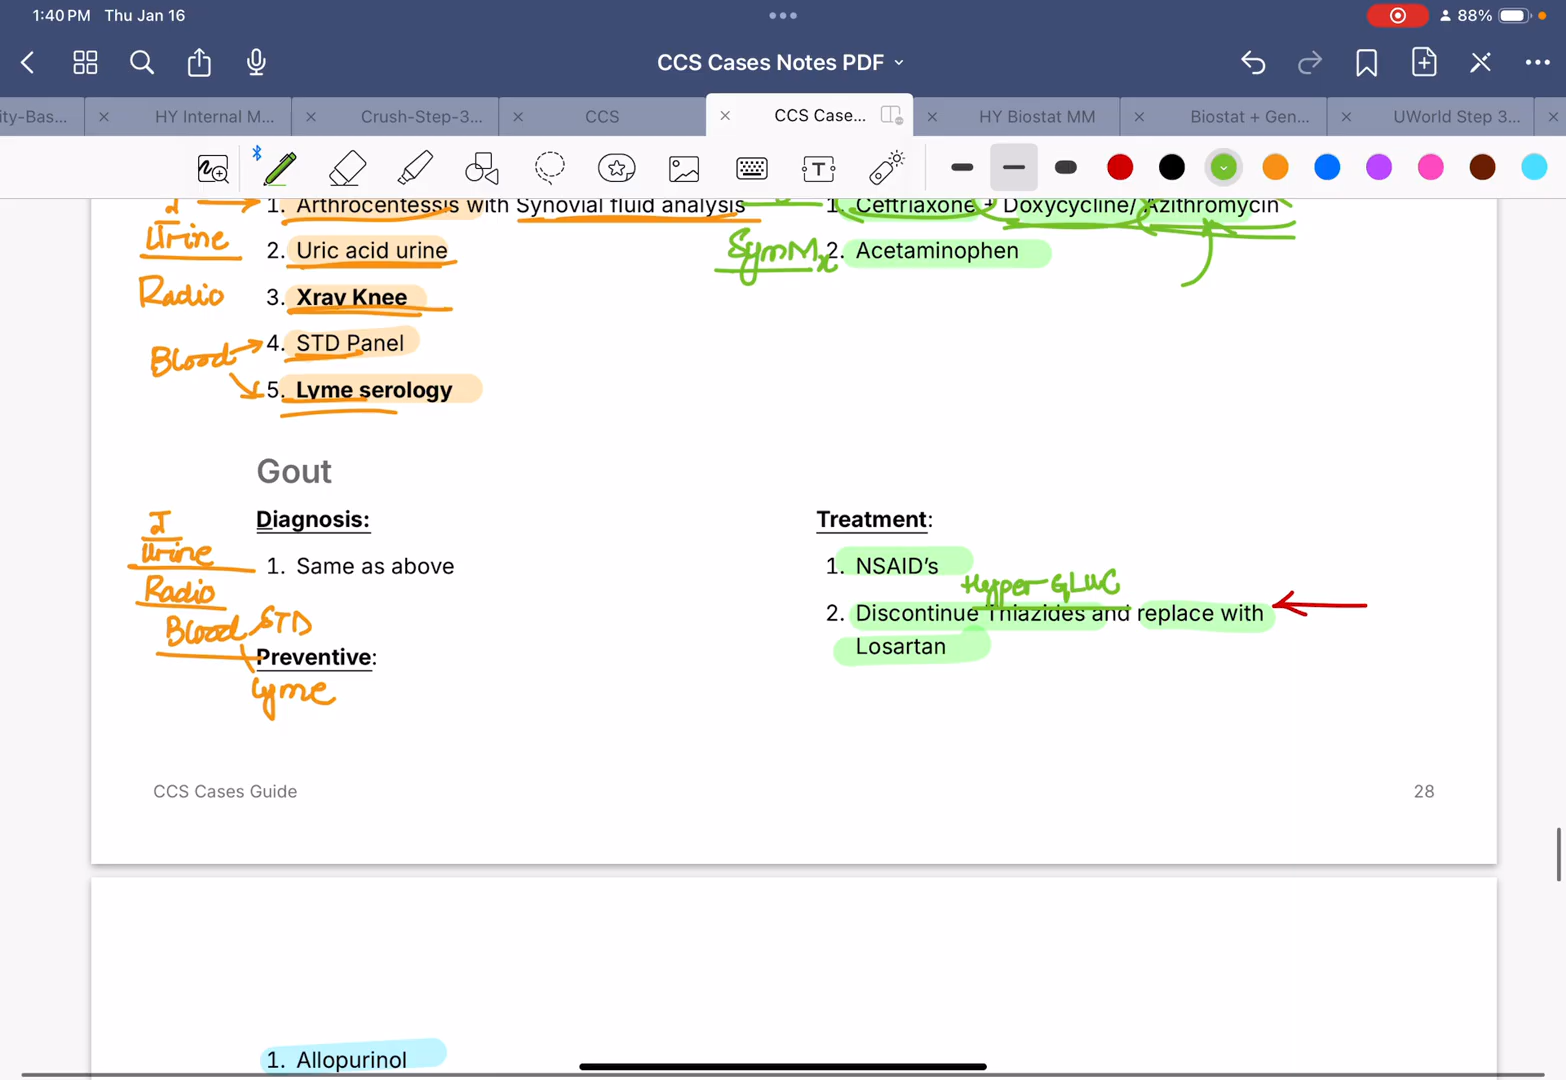 1:40 PM Thu Jan 16
88%
CCS Cases Notes PDF
ity-Bas...
HY Internal M...
Crush-Step-3...
CCS
CCS Case...
HY Biostat MM
Biostat + Gen...
UWorld Step 3...
1. Arthrocentessis with Synovial fluid analysis
Urine
2. Uric acid urine
Radio
3. Xray Knee
Blood
4. STD Panel
5. Lyme serology
1. Ceftriaxone + Doxycycline/ Azithromycin
SymMx
2. Acetaminophen
Gout
Diagnosis:
I
Urine
1. Same as above
Radio
Blood STD
Preventive:
Lyme
Treatment:
1. NSAID's
Hyper GLUC
2. Discontinue Thiazides and replace with
Losartan
CCS Cases Guide
28
1. Allopurinol